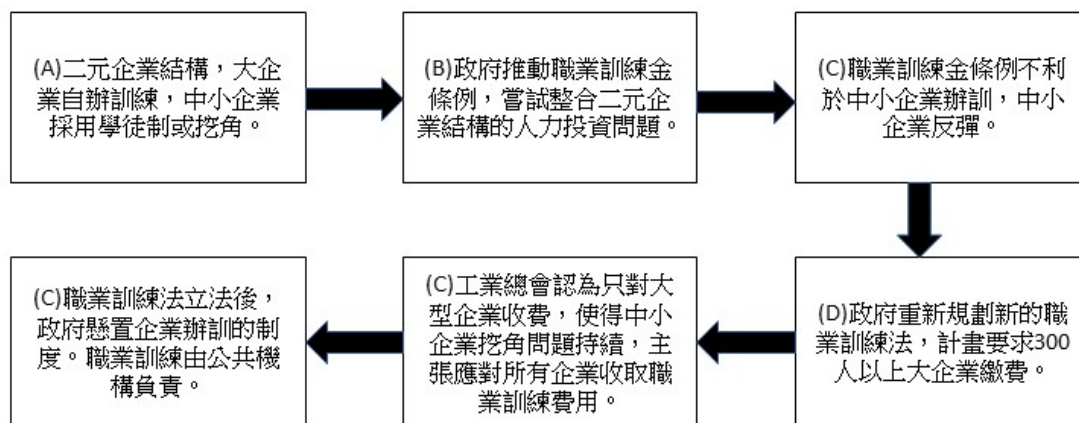 (A)二元企業結構，大企
業自辦訓練，中小企業
採用學徒制或挖角。
(B)政府推動職業訓練金
條例，嘗試整合二元企
業結構的人力投資問題。
(C)職業訓練金條例不利
於中小企業辦訓，中小
企業反彈。
(D)政府重新規劃新的職
業訓練法，計畫要求300
人以上大企業繳費。
(C)工業總會認為只對大
型企業收費，使得中小
企業挖角問題持續，主
張應對所有企業收取職
業訓練費用。
(C)職業訓練法立法後，
政府懸置企業辦訓的制
度。職業訓練由公共機
構負責。